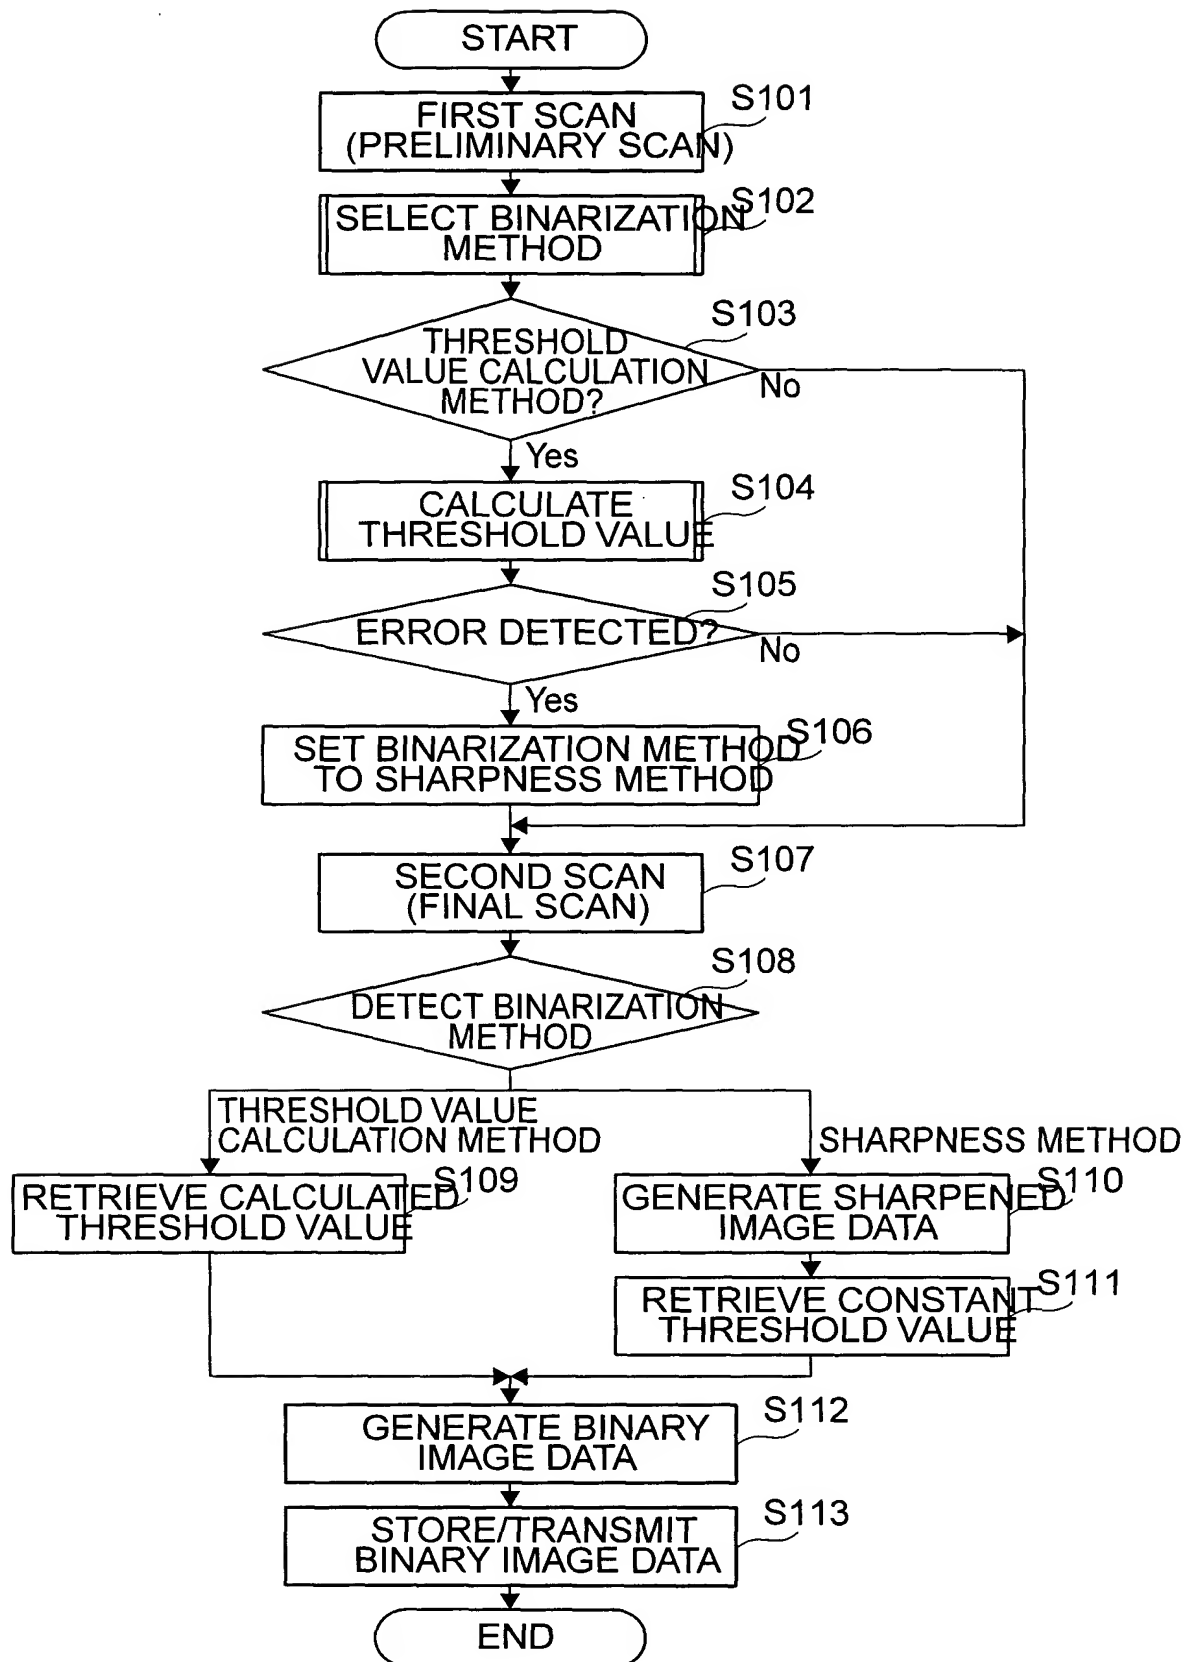 START
S101
FIRST SCAN
(PRELIMINARY SCAN)
S102
SELECT BINARIZATION
METHOD
S103
THRESHOLD
VALUE CALCULATION
METHOD?
No
Yes
S104
CALCULATE
THRESHOLD VALUE
S105
ERROR DETECTED?
No
Yes
S106
SET BINARIZATION METHOD
TO SHARPNESS METHOD
S107
SECOND SCAN
(FINAL SCAN)
S108
DETECT BINARIZATION
METHOD
THRESHOLD VALUE
CALCULATION METHOD
SHARPNESS METHOD
S109
RETRIEVE CALCULATED
THRESHOLD VALUE
S110
GENERATE SHARPENED
IMAGE DATA
S111
RETRIEVE CONSTANT
THRESHOLD VALUE
S112
GENERATE BINARY
IMAGE DATA
S113
STORE/TRANSMIT
BINARY IMAGE DATA
END